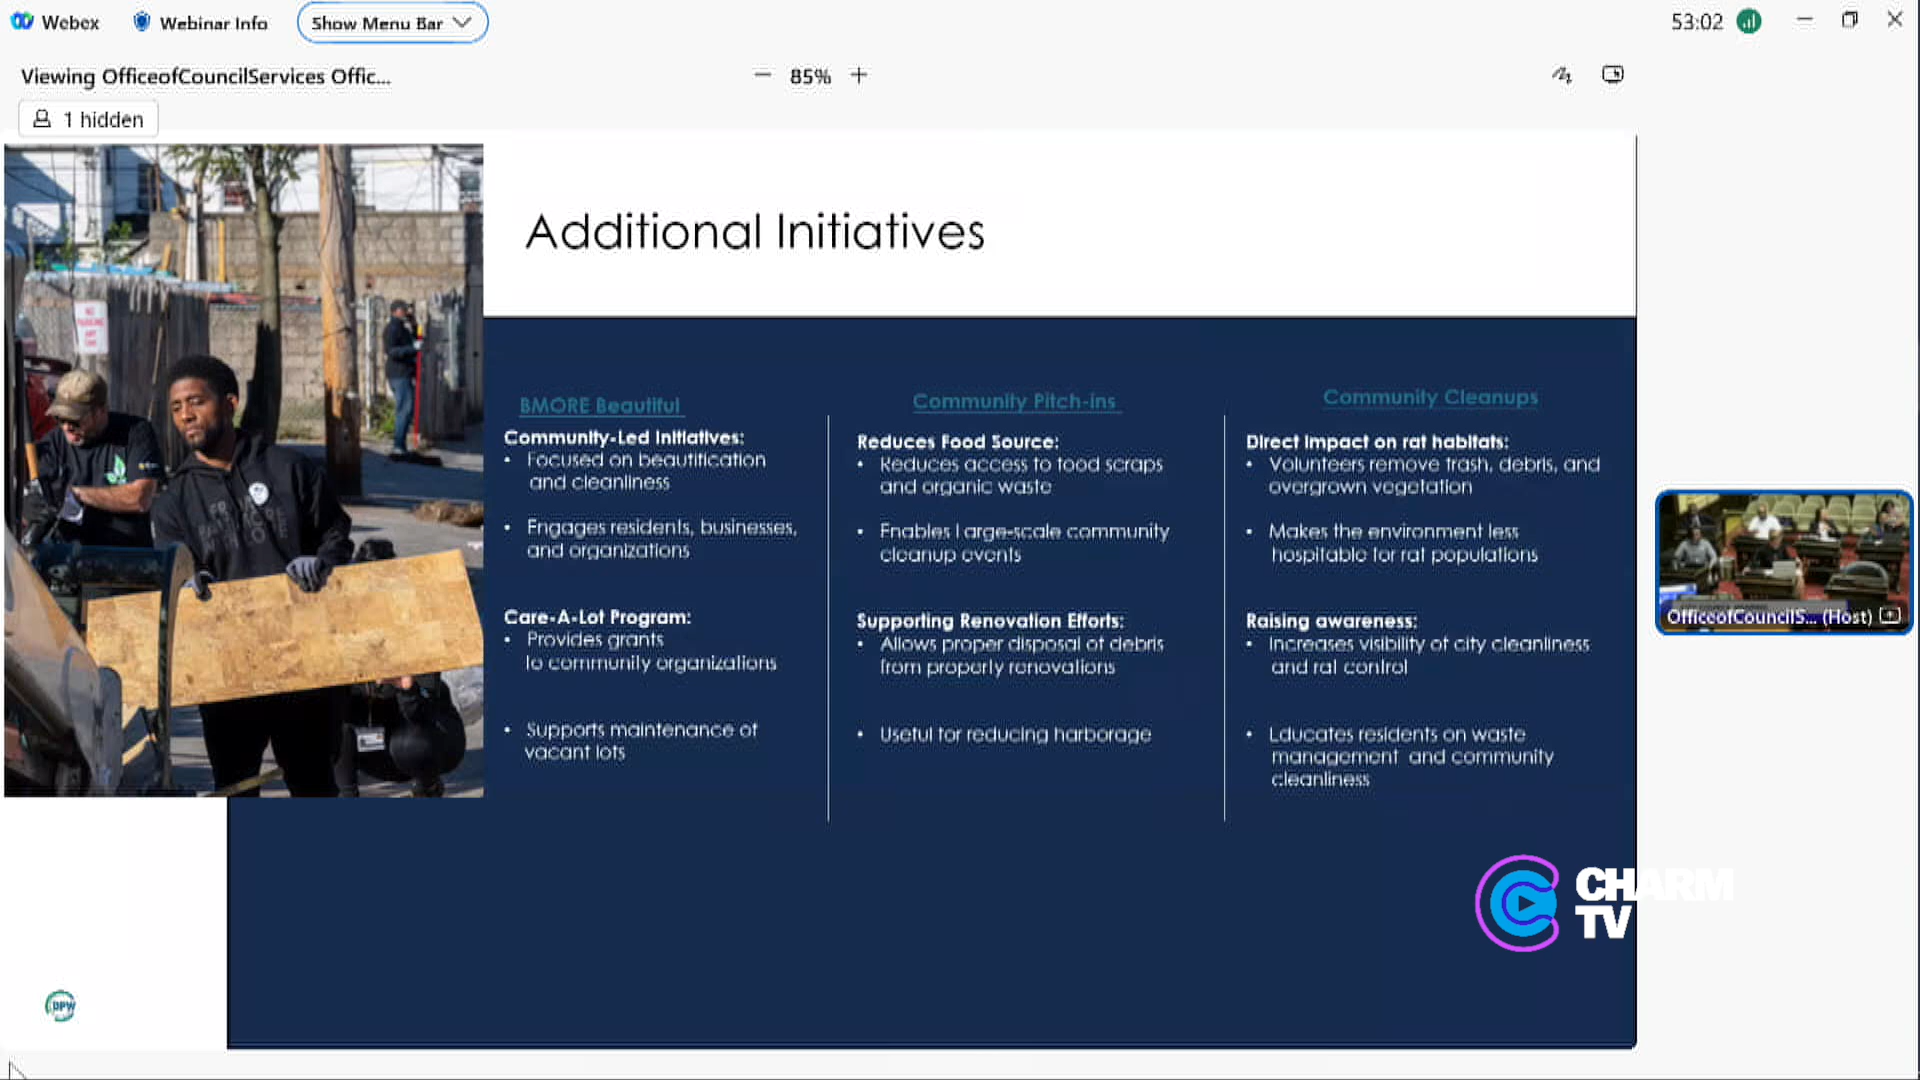 Webex
Webinar Info
Show Menu Bar
53:02
Viewing OfficeofCouncilServices Offic...
85%
1 hidden
NO
PARKING
Additional Initiatives
BMORE Beautiful
Community-Led Initiatives:
• Focused on beautification
and cleanliness
• Engages residents, businesses,
and organizations
Care-A-Lot Program:
• Provides grants
to community organizations
• Supports maintenance of
vacant lots
Community Pitch-ins
Reduces Food Source:
• Reduces access to food scraps
and organic waste
• Enables Large-scale community
cleanup events
Supporting Renovation Efforts:
• Allows proper disposal of debris
from property renovations
• Useful for reducing harborage
Community Cleanups
Direct impact on rat habitats:
• Volunteers remove trash, debris, and
overgrown vegetation
• Makes the environment less
hospitable for rat populations
Raising awareness:
• Increases visibility of city cleanliness
and rat control
• Educates residents on waste
management and community
cleanliness
OfficeofCouncilS... (Host)
CHARM
TV
DPW